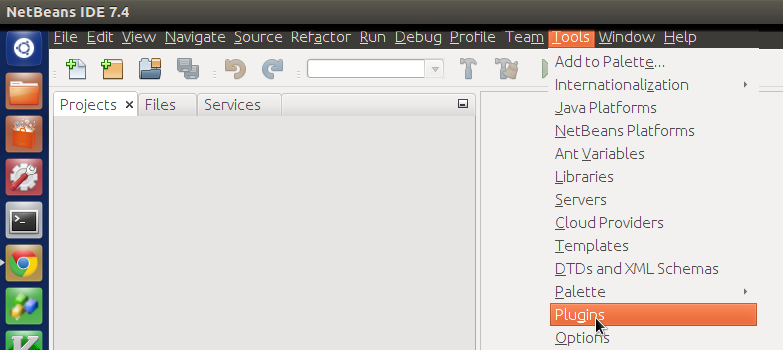 NetBeans IDE 7.4
File Edit View Navigate Source Refactor Run Debug Profile Team Tools Window Help
Projects Files Services
Add to Palette...
Internationalization
Java Platforms
NetBeans Platforms
Ant Variables
Libraries
Servers
Cloud Providers
Templates
DTDs and XML Schemas
Palette
Plugins
Options